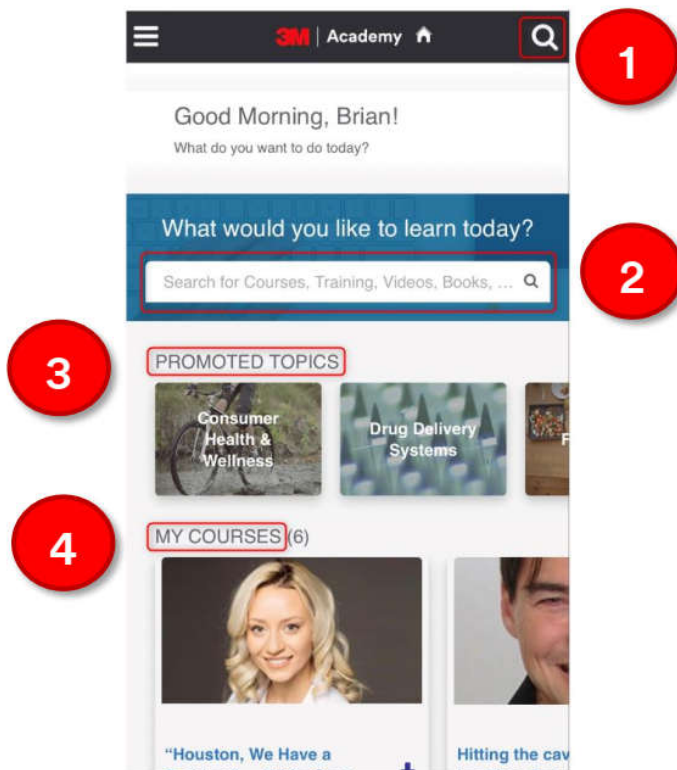 3M | Academy
1
Good Morning, Brian!
What do you want to do today?
What would you like to learn today?
Search for Courses, Training, Videos, Books, ...
2
3
PROMOTED TOPICS
Consumer
Health &
Wellness
Drug Delivery
Systems
F
4
MY COURSES (6)
“Houston, We Have a
Hitting the cav